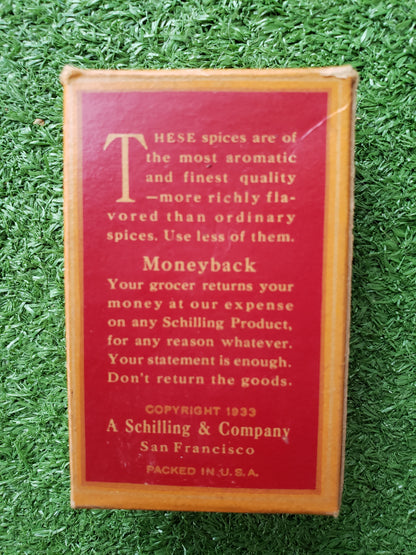 THESE spices are of
the most aromatic
and finest quality
—more richly fla-
vored than ordinary
spices. Use less of them.
Moneyback
Your grocer returns your
money at our expense
on any Schilling Product,
for any reason whatever.
Your statement is enough.
Don't return the goods.
COPYRIGHT 1933
A Schilling & Company
San Francisco
PACKED IN U.S.A.